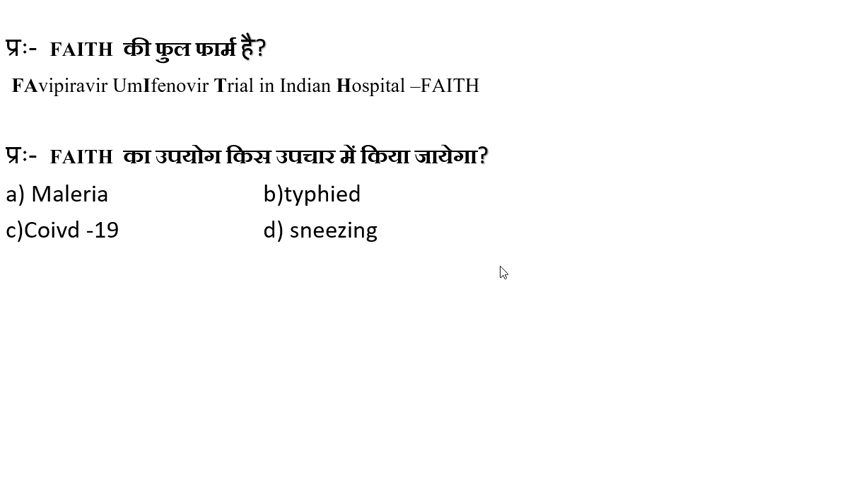 प्रः- FAITH की फुल फार्म है?
FAvipiravir UmIfenovir Trial in Indian Hospital –FAITH
प्रः- FAITH का उपयोग किस उपचार में किया जायेगा?
a) Maleria b)typhied
c)Coivd -19 d) sneezing